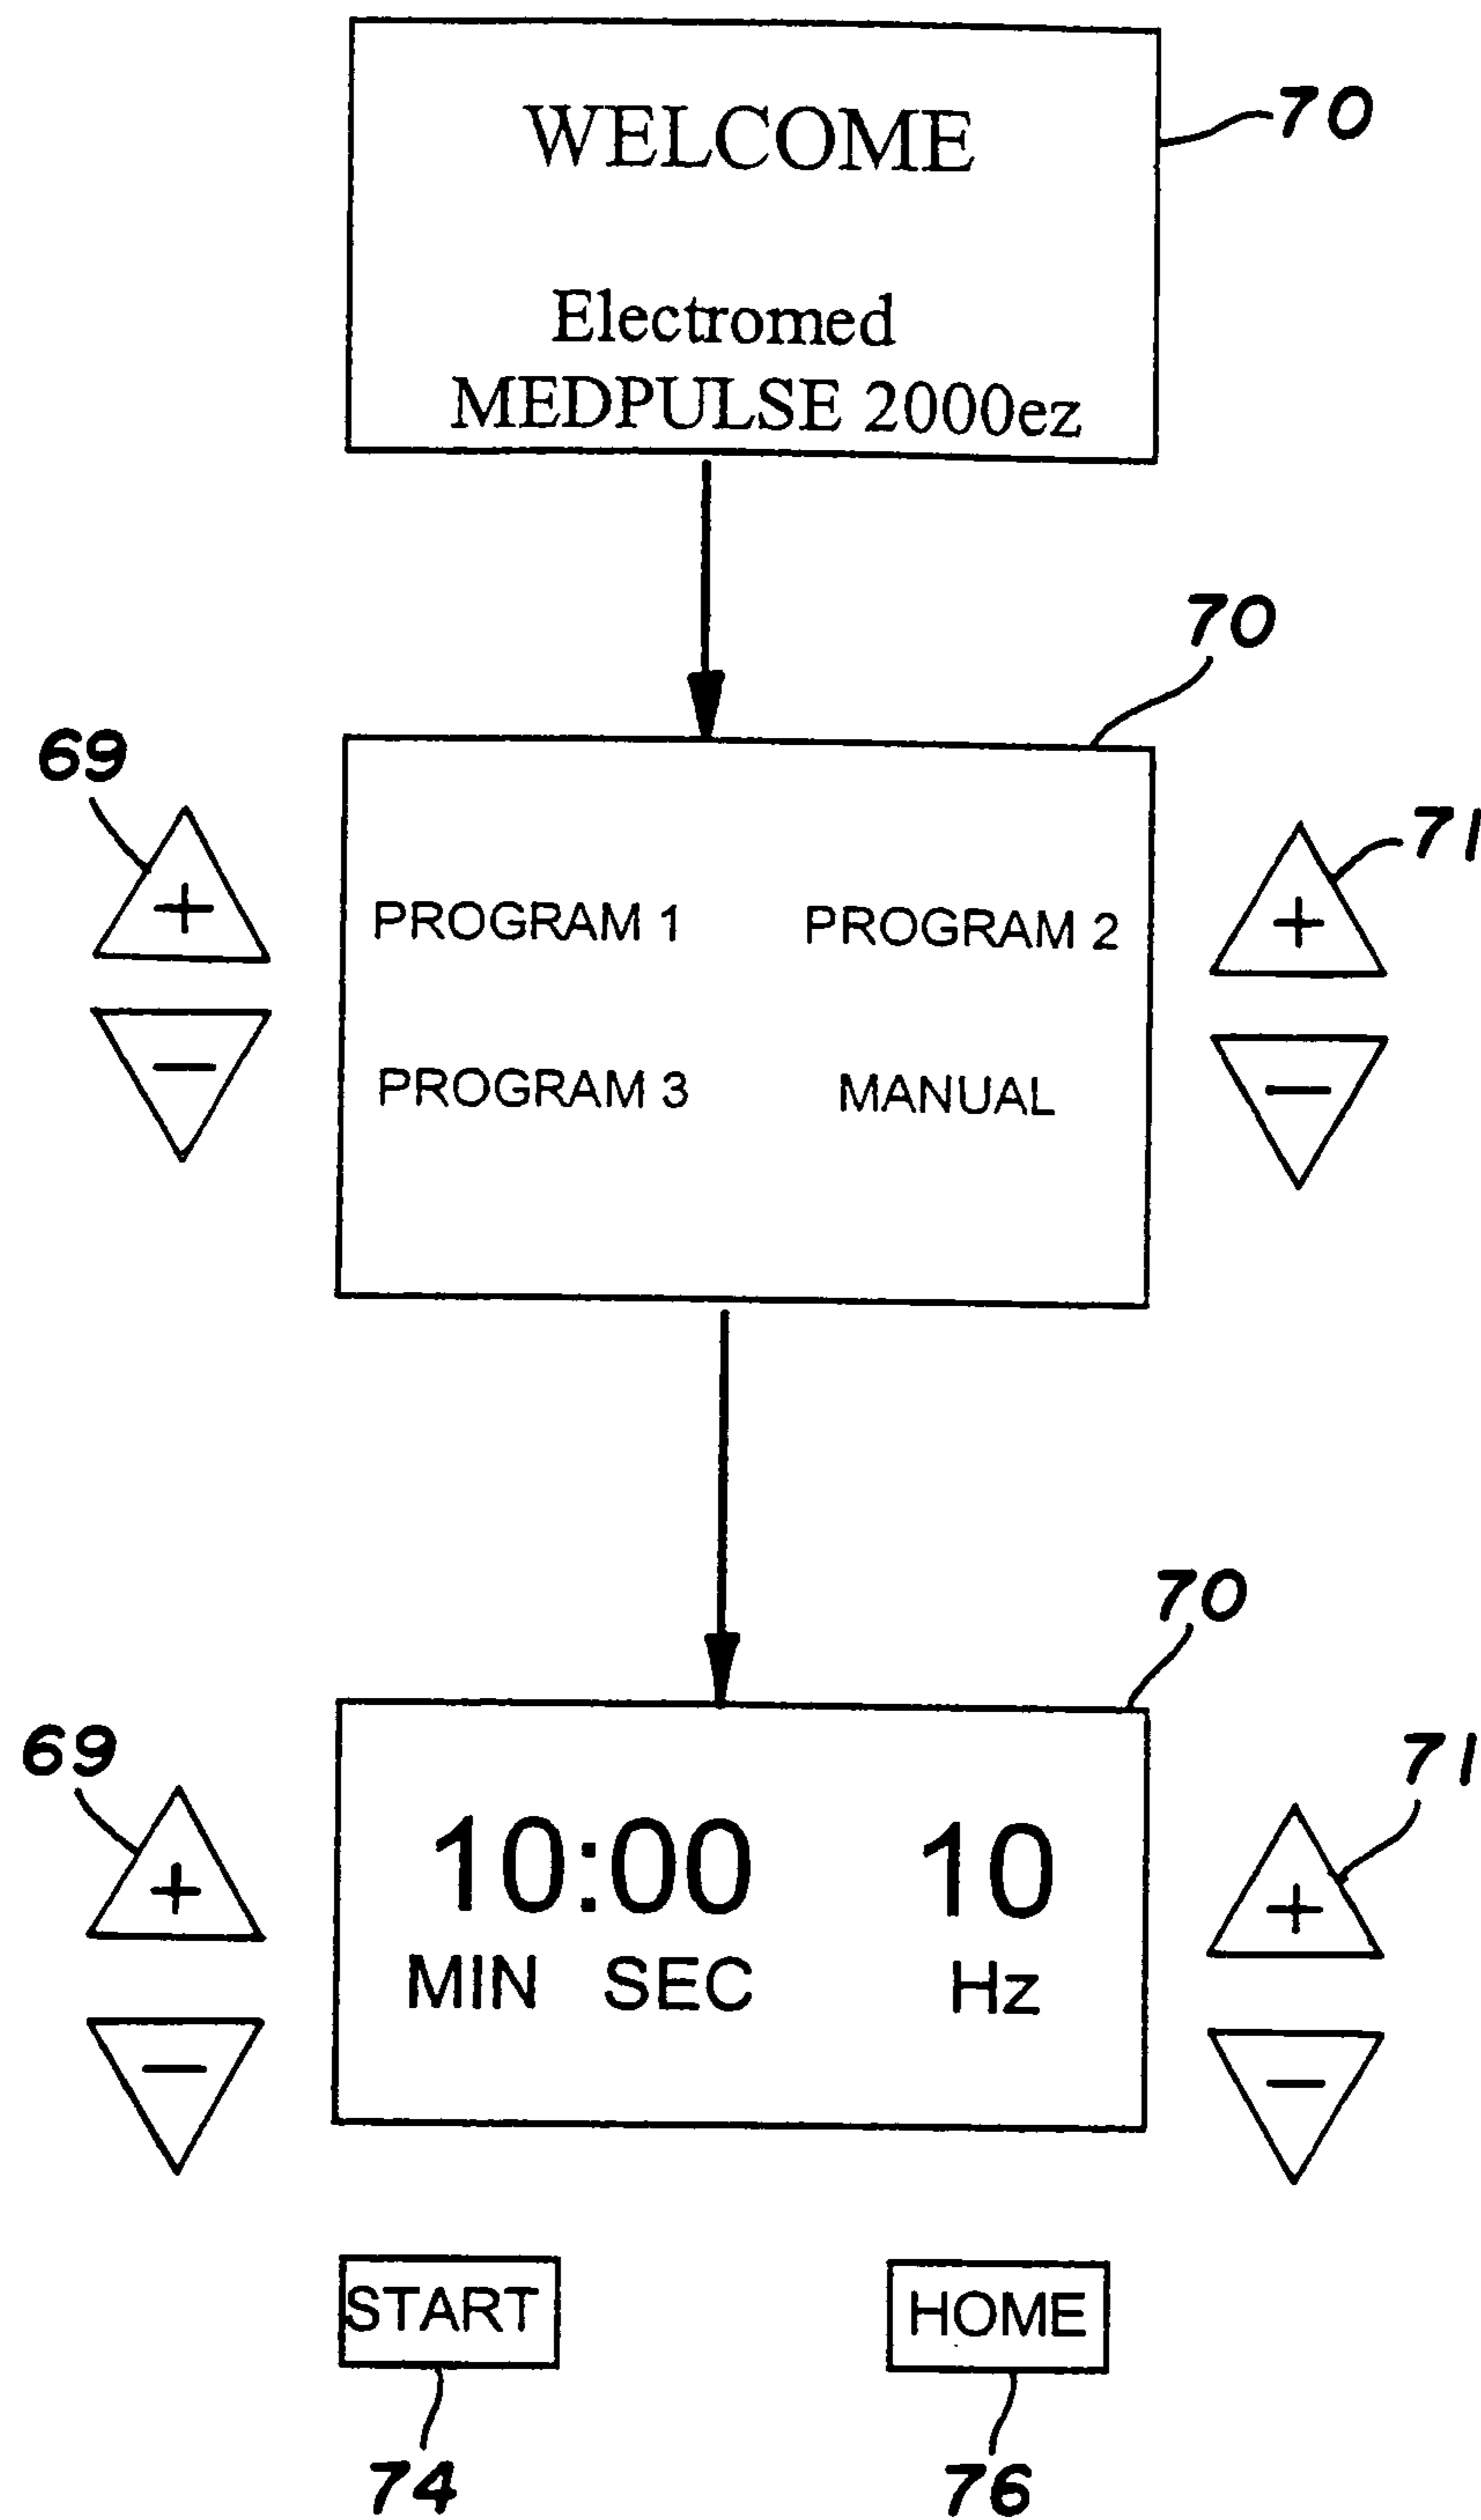 WELCOME
70
Electromed
MEDPULSE 2000ez
70
69
71
+
+
PROGRAM 1 PROGRAM 2
−
−
PROGRAM 3 MANUAL
70
69
71
10:00 10
+
+
MIN SEC Hz
−
−
START HOME
74 76